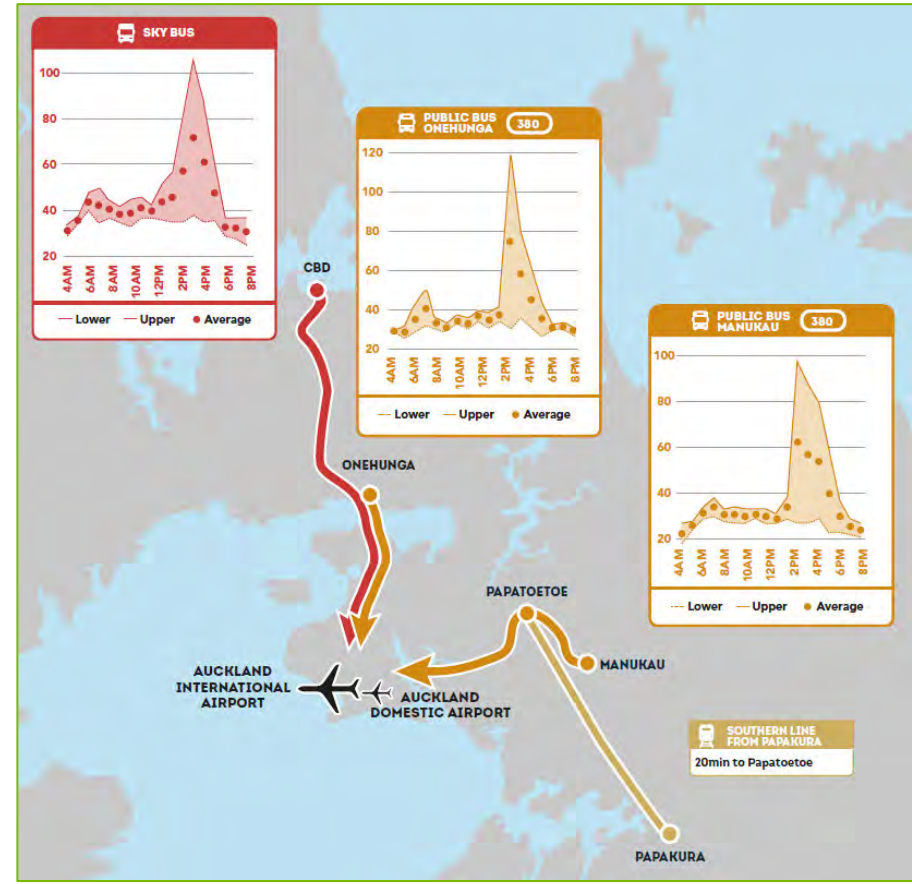 SKY BUS
100
80
60
40
20
4AM
6AM
8AM
10AM
12PM
2PM
4PM
6PM
8PM
Lower
Upper
Average
PUBLIC BUS
ONEHUNGA
380
120
100
80
60
40
20
4AM
6AM
8AM
10AM
12PM
2PM
4PM
6PM
8PM
Lower
Upper
Average
PUBLIC BUS
MANUKAU
380
100
80
60
40
20
4AM
6AM
8AM
10AM
12PM
2PM
4PM
6PM
8PM
Lower
Upper
Average
CBD
ONEHUNGA
PAPATOETOE
MANUKAU
AUCKLAND
INTERNATIONAL
AIRPORT
AUCKLAND
DOMESTIC AIRPORT
SOUTHERN LINE
FROM PAPAKURA
20min to Papatoetoe
PAPAKURA